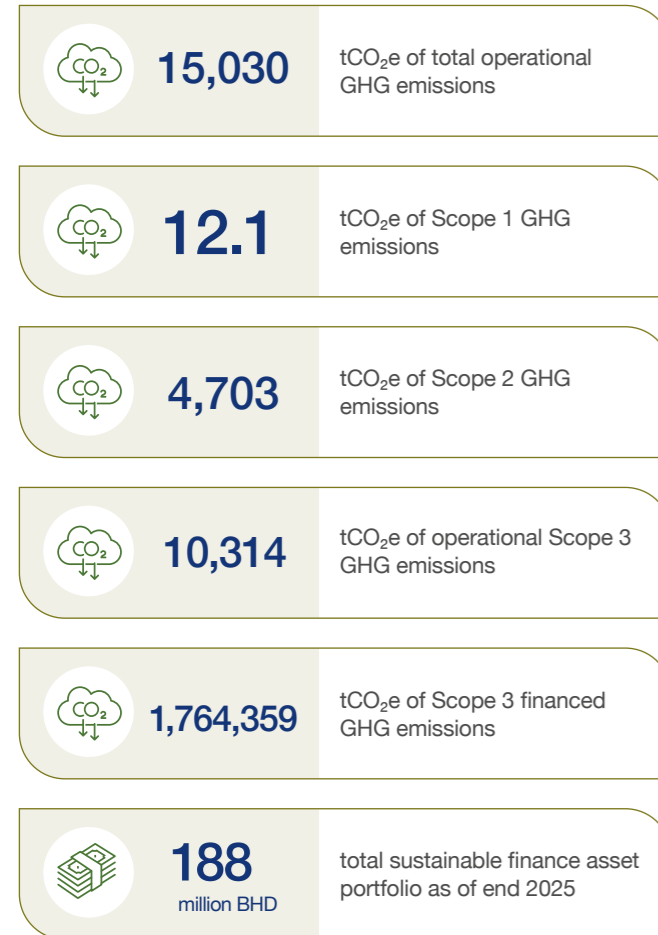 CO₂
15,030
tCO₂e of total operational
GHG emissions
CO₂
12.1
tCO₂e of Scope 1 GHG
emissions
CO₂
4,703
tCO₂e of Scope 2 GHG
emissions
CO₂
10,314
tCO₂e of operational Scope 3
GHG emissions
CO₂
1,764,359
tCO₂e of Scope 3 financed
GHG emissions
188
million BHD
total sustainable finance asset
portfolio as of end 2025